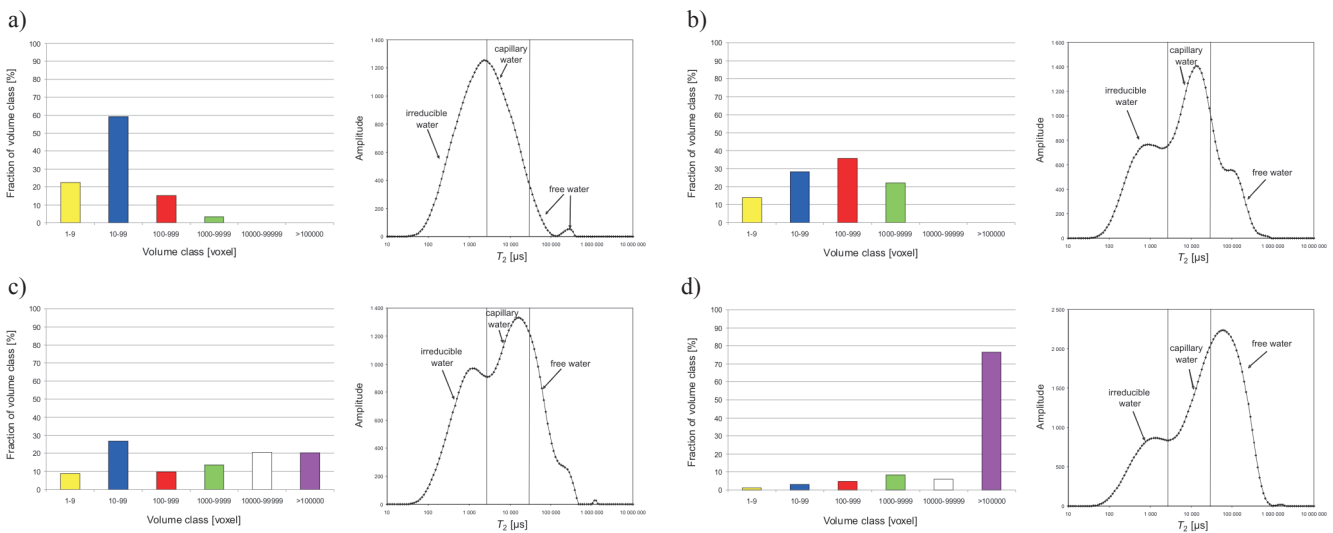 a)
Fraction of volume class [%]
100
90
80
70
60
50
40
30
20
10
0
1-9 10-99 100-999 1000-9999 10000-99999 >100000
Volume class [voxel]
Amplitude
1 400
1 200
1 000
800
600
400
200
0
capillary
water
irreducible
water
free water
10 100 1 000 10 000 100 000 1 000 000 10 000 000
T2 [µs]
b)
Fraction of volume class [%]
100
90
80
70
60
50
40
30
20
10
0
1-9 10-99 100-999 1000-9999 10000-99999 >100000
Volume class [voxel]
Amplitude
1 600
1 400
1 200
1 000
800
600
400
200
0
capillary
water
irreducible
water
free water
10 100 1 000 10 000 100 000 1 000 000 10 000 000
T2 [µs]
c)
Fraction of volume class [%]
100
90
80
70
60
50
40
30
20
10
0
1-9 10-99 100-999 1000-9999 10000-99999 >100000
Volume class [voxel]
Amplitude
1 400
1 200
1 000
800
600
400
200
0
capillary
water
irreducible
water
free water
10 100 1 000 10 000 100 000 1 000 000 10 000 000
T2 [µs]
d)
Fraction of volume class [%]
100
90
80
70
60
50
40
30
20
10
0
1-9 10-99 100-999 1000-9999 10000-99999 >100000
Volume class [voxel]
Amplitude
2 500
2 000
1 500
1 000
500
0
capillary
water
irreducible
water
free water
10 100 1 000 10 000 100 000 1 000 000 10 000 000
T2 [µs]